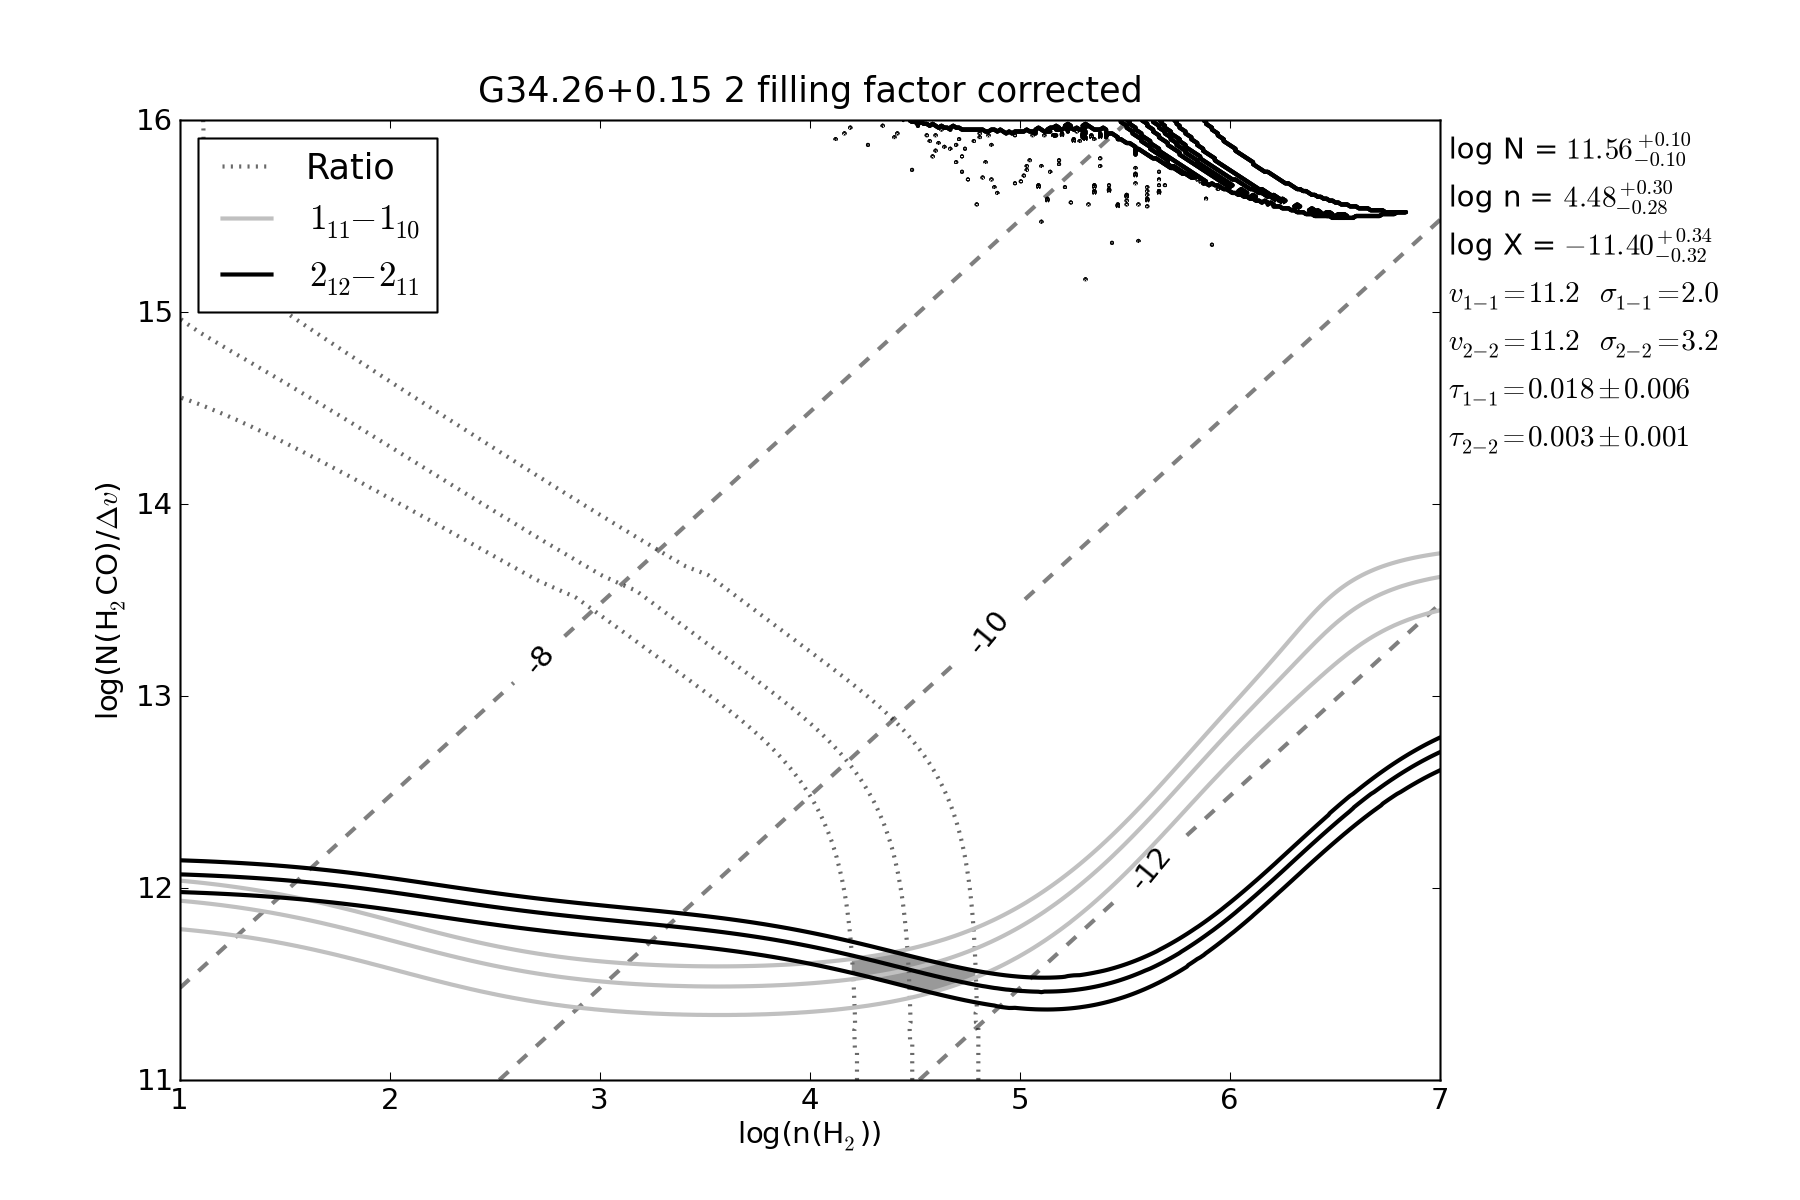 G34.26+0.15 2 filling factor corrected
16
15
14
13
12
11
log(N(H₂CO)/Δv)
Ratio
1₁₁−1₁₀
2₁₂−2₁₁
-8
-10
-12
1 2 3 4 5 6 7
log(n(H₂))
log N = 11.56^{+0.10}_{−0.10}
log n = 4.48^{+0.30}_{−0.28}
log X = −11.40^{+0.34}_{−0.32}
v₁₋₁=11.2 σ₁₋₁=2.0
v₂₋₂=11.2 σ₂₋₂=3.2
τ₁₋₁=0.018±0.006
τ₂₋₂=0.003±0.001